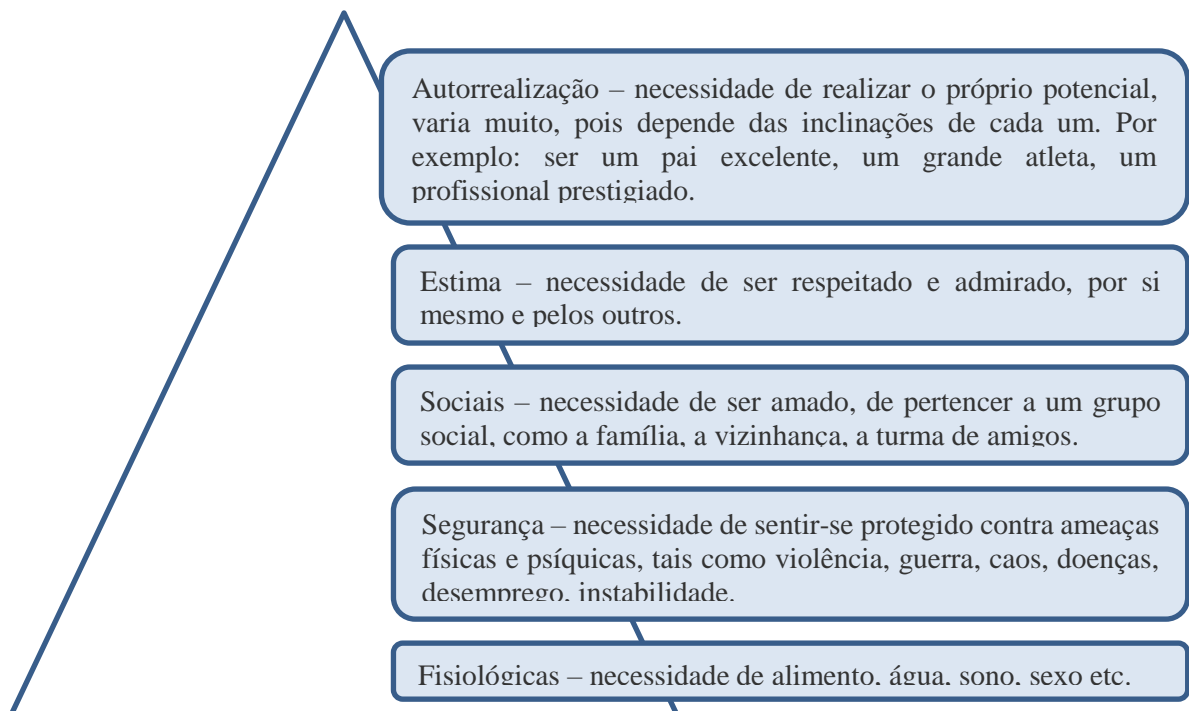 Autorrealização – necessidade de realizar o próprio potencial,
varia muito, pois depende das inclinações de cada um. Por
exemplo: ser um pai excelente, um grande atleta, um
profissional prestigiado.
Estima – necessidade de ser respeitado e admirado, por si
mesmo e pelos outros.
Sociais – necessidade de ser amado, de pertencer a um grupo
social, como a família, a vizinhança, a turma de amigos.
Segurança – necessidade de sentir-se protegido contra ameaças
físicas e psíquicas, tais como violência, guerra, caos, doenças,
desemprego, instabilidade.
Fisiológicas – necessidade de alimento, água, sono, sexo etc.